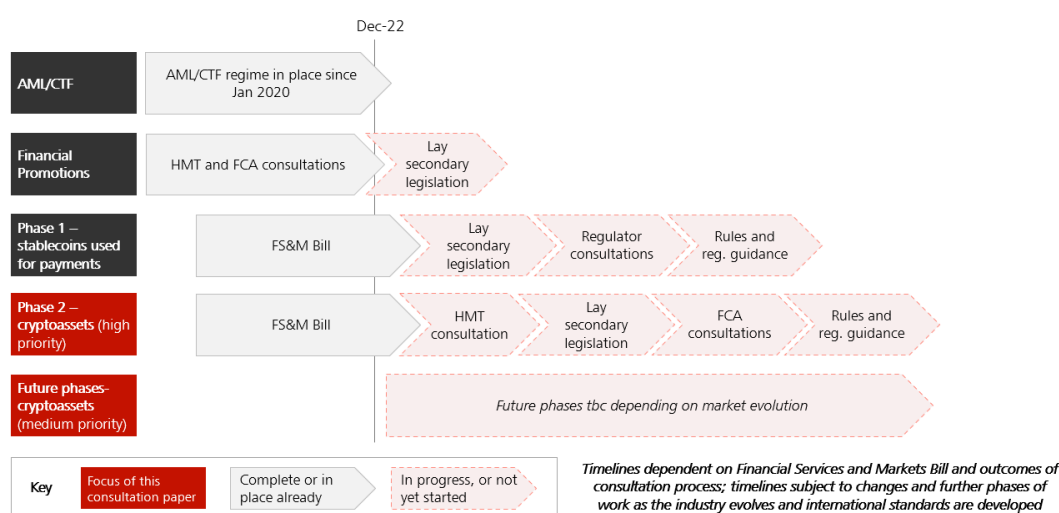 Dec-22
AML/CTF
AML/CTF regime in place since
Jan 2020
Financial
Promotions
HMT and FCA consultations
Lay
secondary
legislation
Phase 1 –
stablecoins used
for payments
FS&M Bill
Lay
secondary
legislation
Regulator
consultations
Rules and
reg. guidance
Phase 2 –
cryptoassets (high
priority)
FS&M Bill
HMT
consultation
Lay
secondary
legislation
FCA
consultations
Rules and
reg. guidance
Future phases-
cryptoassets
(medium priority)
Future phases tbc depending on market evolution
Key
Focus of this
consultation paper
Complete or in
place already
In progress, or not
yet started
Timelines dependent on Financial Services and Markets Bill and outcomes of
consultation process; timelines subject to changes and further phases of
work as the industry evolves and international standards are developed